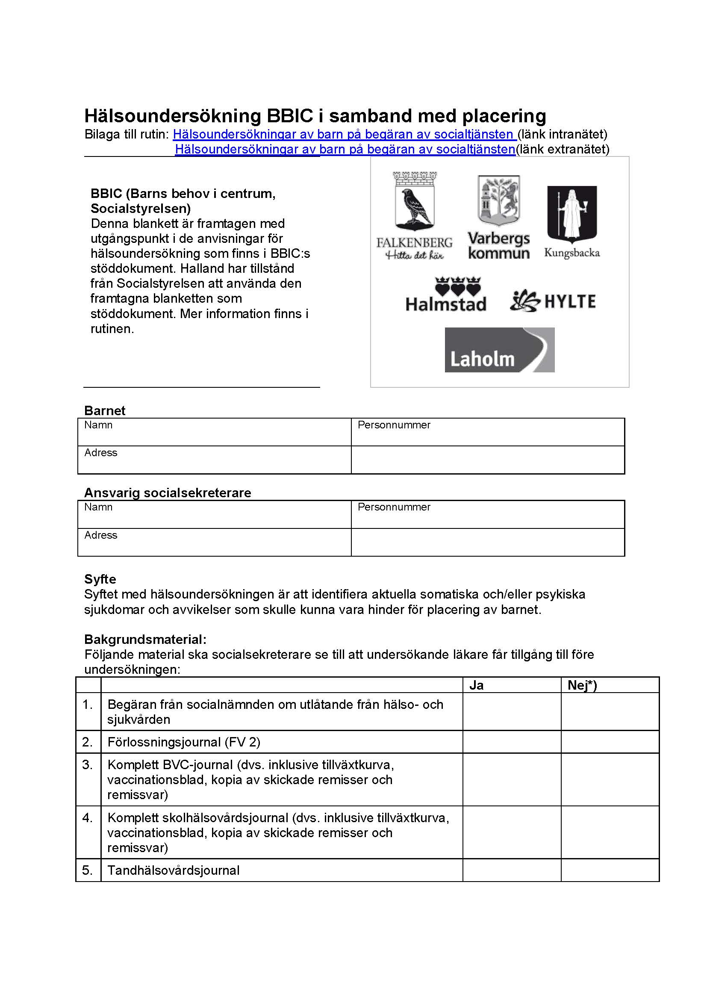 Hälsoundersökning BBIC i samband med placering
Bilaga till rutin: Hälsoundersökningar av barn på begäran av socialtjänsten (länk intranätet)
Hälsoundersökningar av barn på begäran av socialtjänsten(länk extranätet)
BBIC (Barns behov i centrum,
Socialstyrelsen)
Denna blankett är framtagen med
utgångspunkt i de anvisningar för
hälsoundersökning som finns i BBIC:s
stöddokument. Halland har tillstånd
från Socialstyrelsen att använda den
framtagna blanketten som
stöddokument. Mer information finns i
rutinen.
FALKENBERG
Hitta det här
Varbergs
kommun
Kungsbacka
Halmstad
HYLTE
Laholm
Barnet
Namn Personnummer
Adress
Ansvarig socialsekreterare
Namn Personnummer
Adress
Syfte
Syftet med hälsoundersökningen är att identifiera aktuella somatiska och/eller psykiska
sjukdomar och avvikelser som skulle kunna vara hinder för placering av barnet.
Bakgrundsmaterial:
Följande material ska socialsekreterare se till att undersökande läkare får tillgång till före
undersökningen:
Ja Nej*)
1. Begäran från socialnämnden om utlåtande från hälso- och
sjukvården
2. Förlossningsjournal (FV 2)
3. Komplett BVC-journal (dvs. inklusive tillväxtkurva,
vaccinationsblad, kopia av skickade remisser och
remissvar)
4. Komplett skolhälsovårdsjournal (dvs. inklusive tillväxtkurva,
vaccinationsblad, kopia av skickade remisser och
remissvar)
5. Tandhälsovårdsjournal